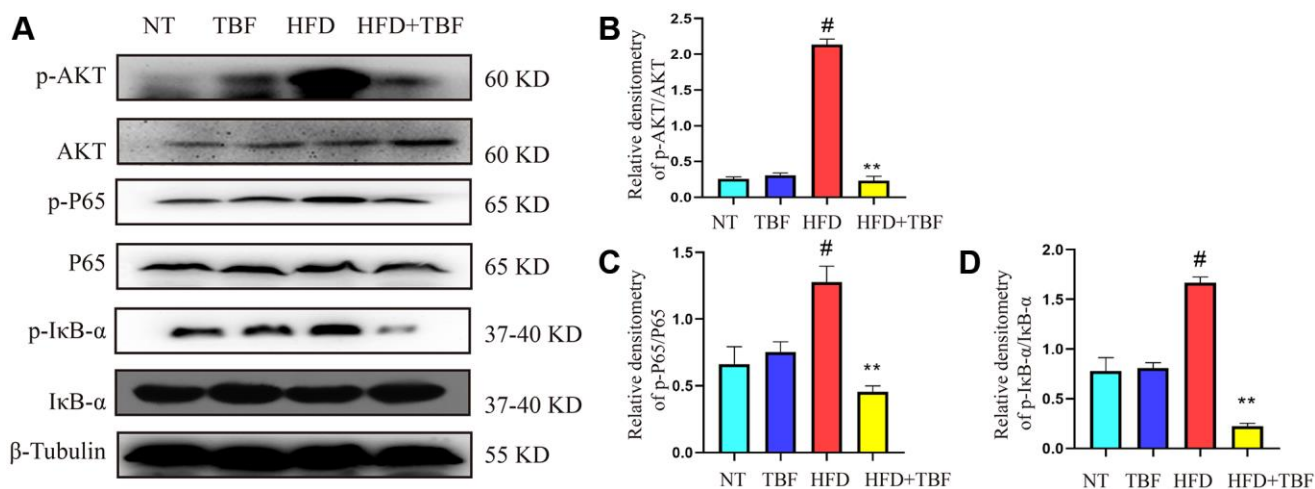 A
NT TBF HFD HFD+TBF
p-AKT 60 KD
AKT 60 KD
p-P65 65 KD
P65 65 KD
p-IκB-α 37-40 KD
IκB-α 37-40 KD
β-Tubulin 55 KD
B
Relative densitometry
of p-AKT/AKT
2.5
2.0
1.5
1.0
0.5
0.0
#
**
NT TBF HFD HFD+TBF
C
Relative densitometry
of p-P65/P65
1.5
1.0
0.5
0.0
#
**
NT TBF HFD HFD+TBF
D
Relative densitometry
of p-IκB-α/IκB-α
2.0
1.5
1.0
0.5
0.0
#
**
NT TBF HFD HFD+TBF